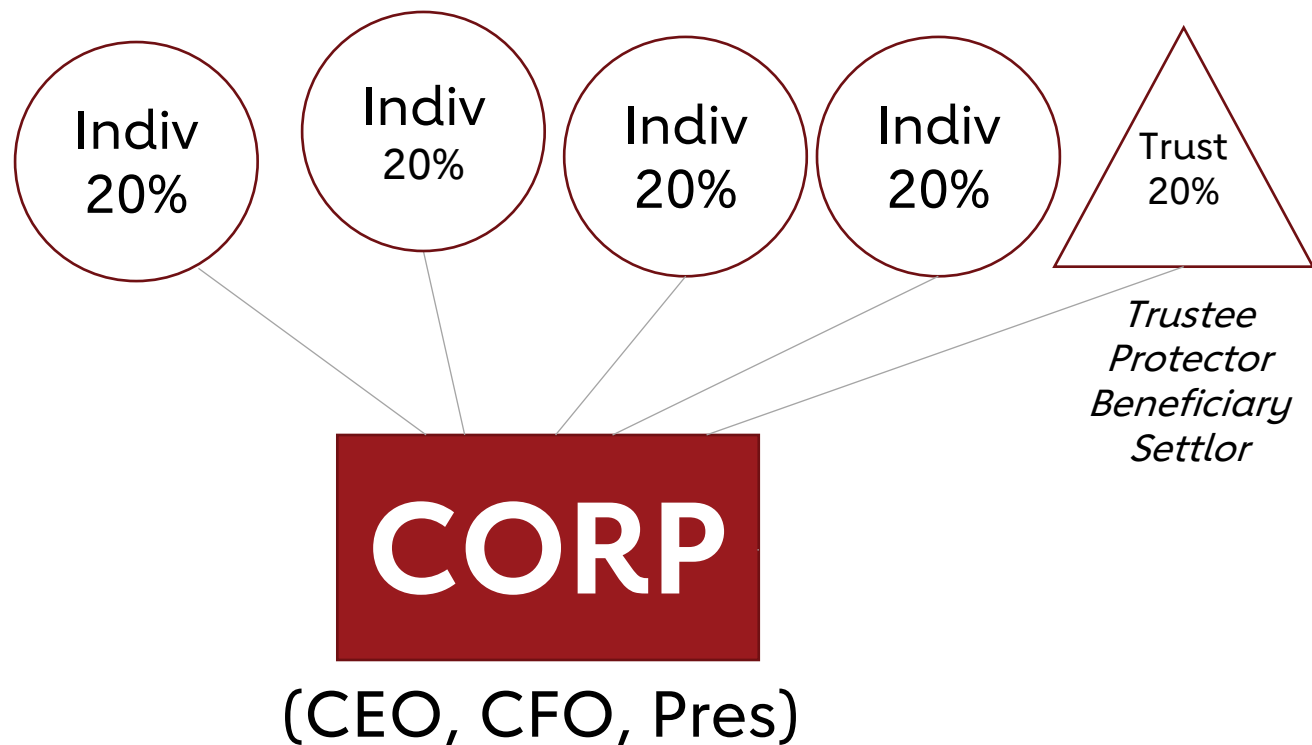 Indiv
20%
Indiv
20%
Indiv
20%
Indiv
20%
Trust
20%
Trustee
Protector
Beneficiary
Settlor
CORP
(CEO, CFO, Pres)